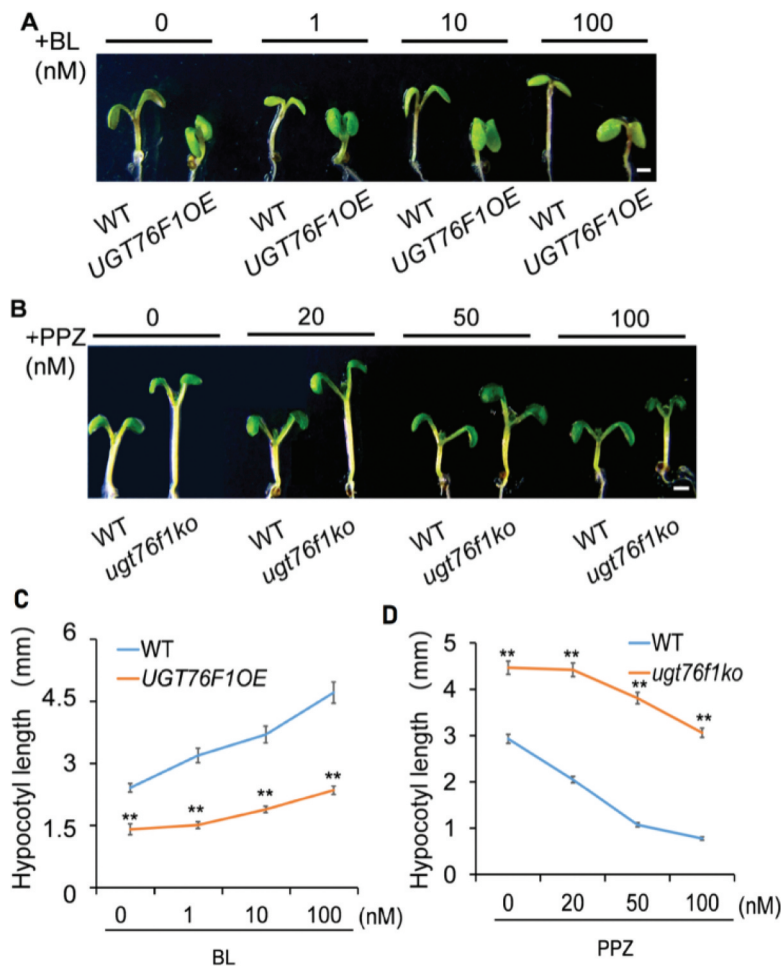 A
+BL
(nM)
0 1 10 100
WT UGT76F1OE WT UGT76F1OE WT UGT76F1OE WT UGT76F1OE
B
+PPZ
(nM)
0 20 50 100
WT ugt76f1ko WT ugt76f1ko WT ugt76f1ko WT ugt76f1ko
C
Hypocotyl length (mm)
6
4.5
3
1.5
0
WT
UGT76F1OE
** ** ** **
0 1 10 100 (nM)
BL
D
Hypocotyl length (mm)
5
4
3
2
1
0
WT
ugt76f1ko
** ** ** **
0 20 50 100 (nM)
PPZ